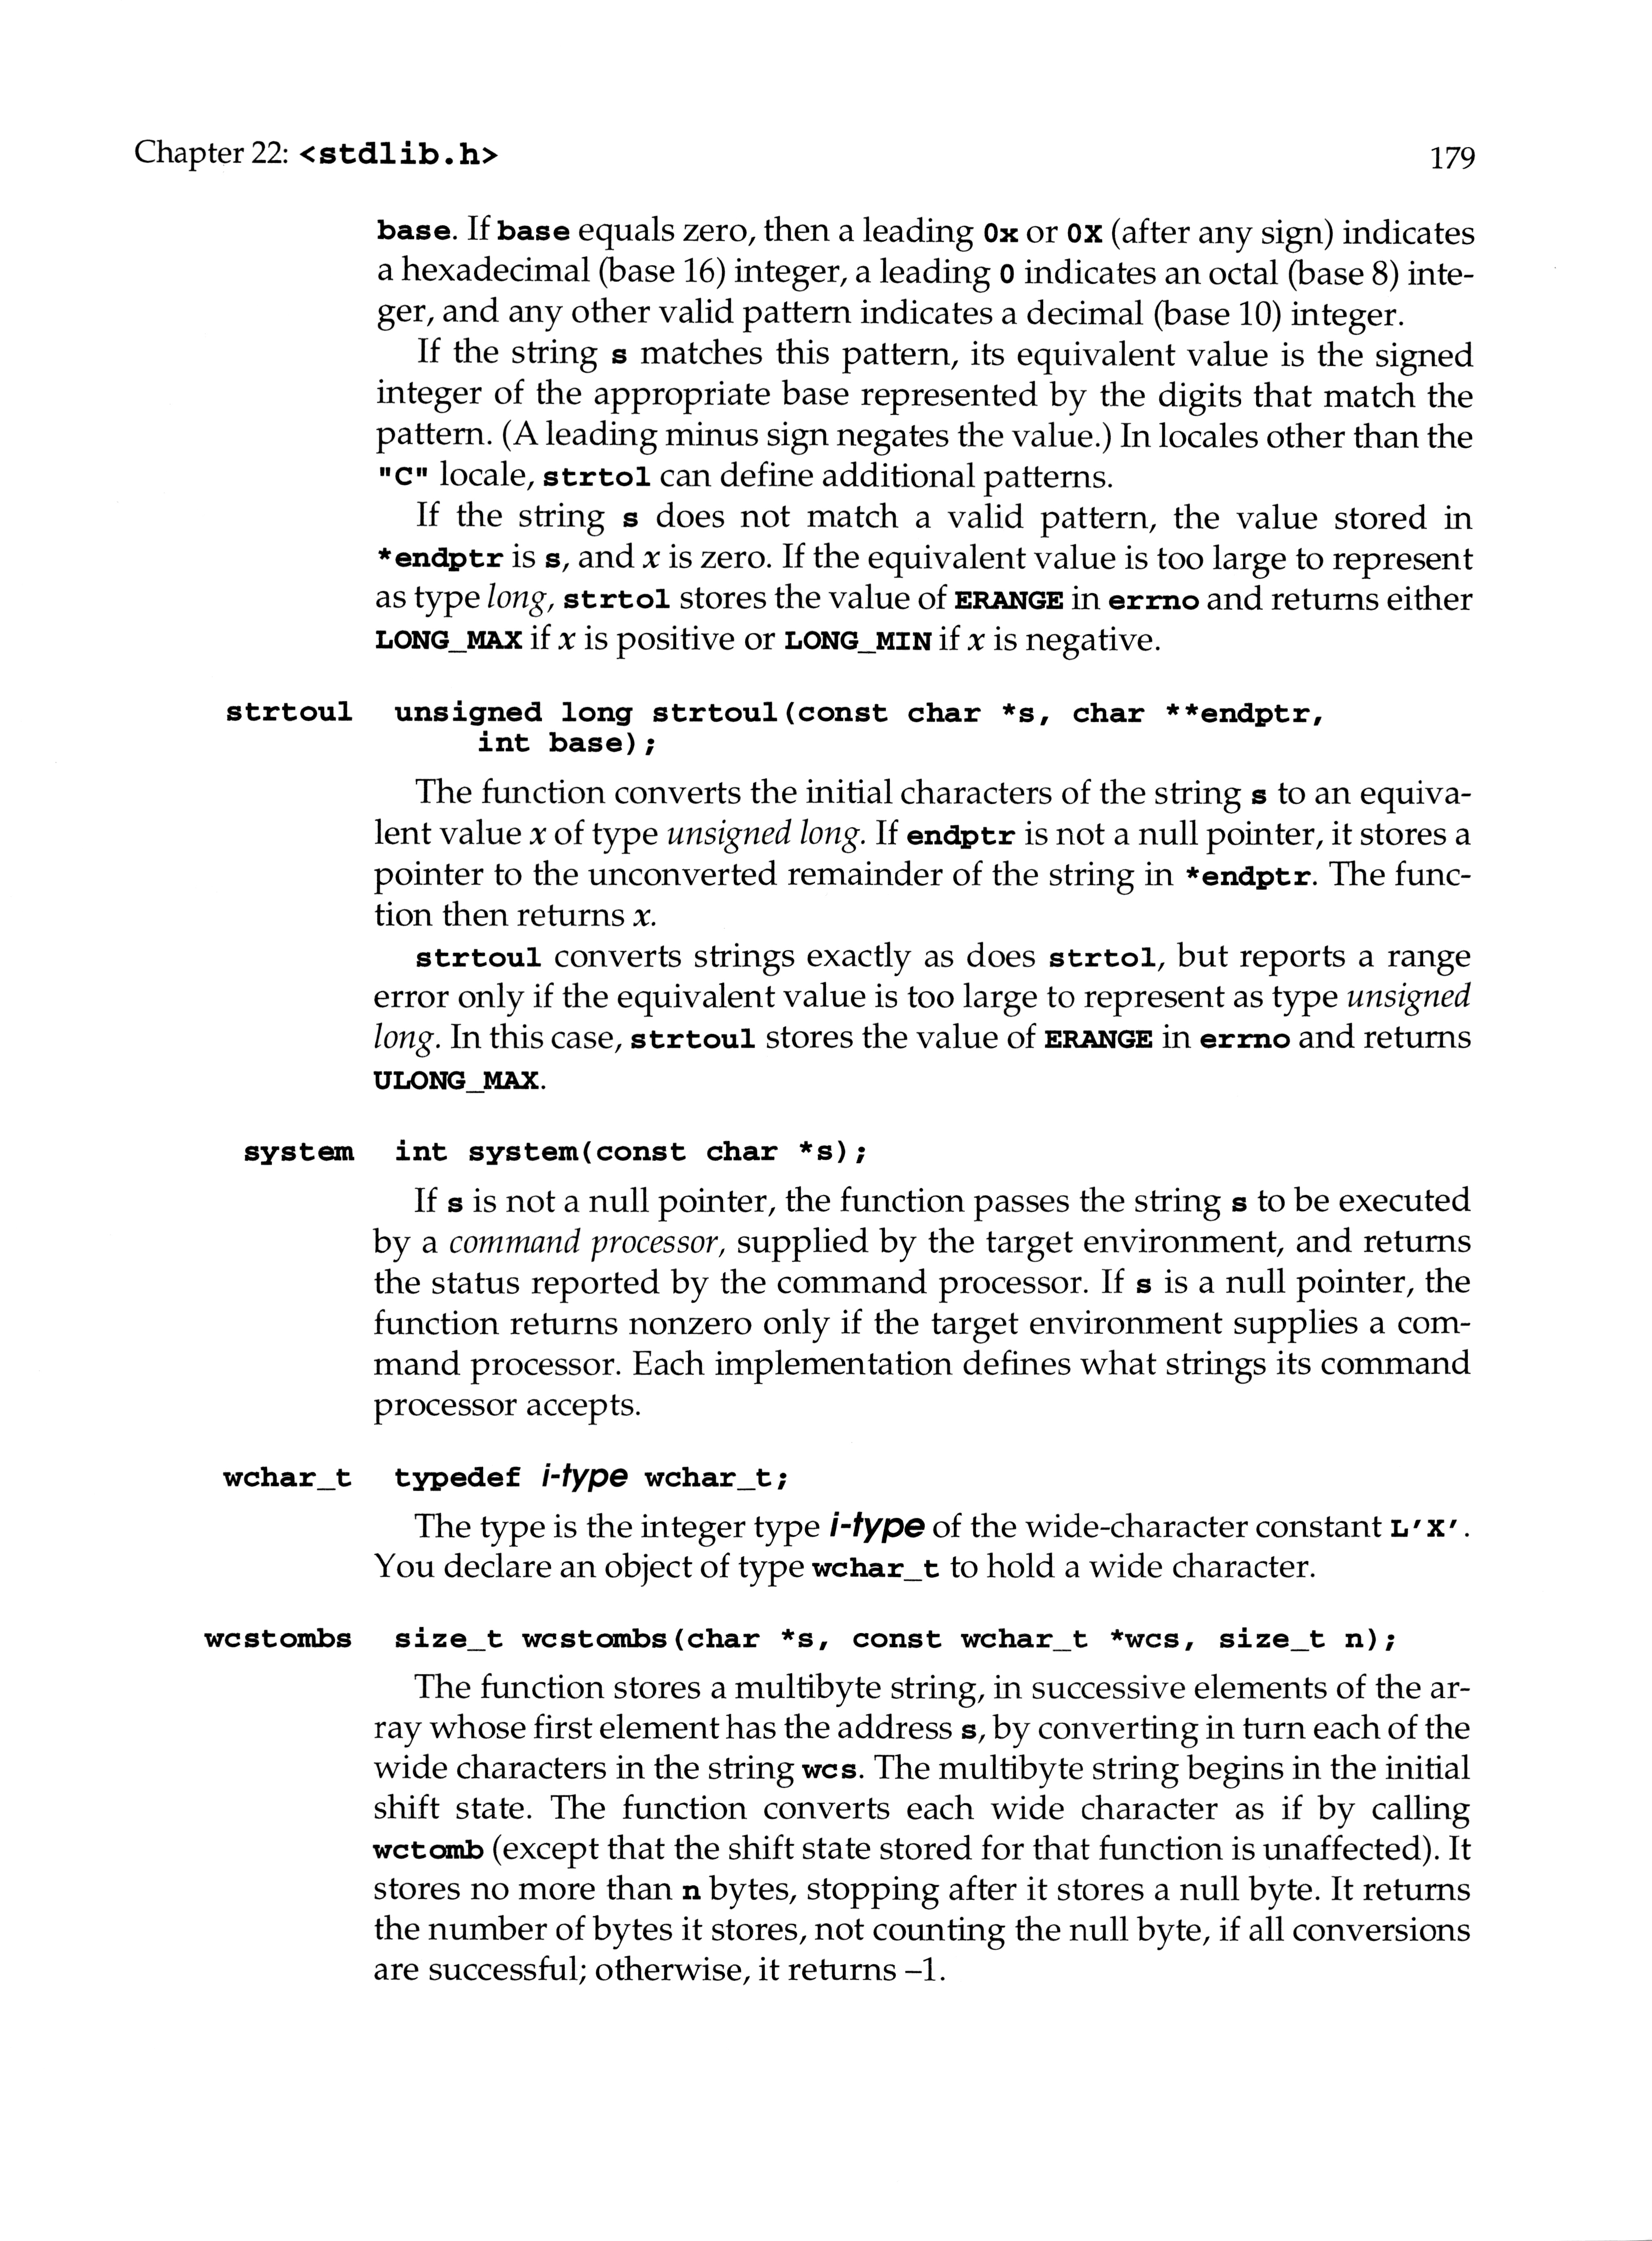 Chapter 22: <stdlib.h> 179
base. If base equals zero, then a leading 0x or 0X (after any sign) indicates
a hexadecimal (base 16) integer, a leading 0 indicates an octal (base 8) inte-
ger, and any other valid pattern indicates a decimal (base 10) integer.
If the string s matches this pattern, its equivalent value is the signed
integer of the appropriate base represented by the digits that match the
pattern. (A leading minus sign negates the value.) In locales other than the
"C" locale, strtol can define additional patterns.
If the string s does not match a valid pattern, the value stored in
*endptr is s, and x is zero. If the equivalent value is too large to represent
as type long, strtol stores the value of ERANGE in errno and returns either
LONG_MAX if x is positive or LONG_MIN if x is negative.
strtoul unsigned long strtoul(const char *s, char **endptr,
int base);
The function converts the initial characters of the string s to an equiva-
lent value x of type unsigned long. If endptr is not a null pointer, it stores a
pointer to the unconverted remainder of the string in *endptr. The func-
tion then returns x.
strtoul converts strings exactly as does strtol, but reports a range
error only if the equivalent value is too large to represent as type unsigned
long. In this case, strtoul stores the value of ERANGE in errno and returns
ULONG_MAX.
system int system(const char *s);
If s is not a null pointer, the function passes the string s to be executed
by a command processor, supplied by the target environment, and returns
the status reported by the command processor. If s is a null pointer, the
function returns nonzero only if the target environment supplies a com-
mand processor. Each implementation defines what strings its command
processor accepts.
wchar_t typedef i-type wchar_t;
The type is the integer type i-type of the wide-character constant L'X'.
You declare an object of type wchar_t to hold a wide character.
wcstombs size_t wcstombs(char *s, const wchar_t *wcs, size_t n);
The function stores a multibyte string, in successive elements of the ar-
ray whose first element has the address s, by converting in turn each of the
wide characters in the string wcs. The multibyte string begins in the initial
shift state. The function converts each wide character as if by calling
wctomb (except that the shift state stored for that function is unaffected). It
stores no more than n bytes, stopping after it stores a null byte. It returns
the number of bytes it stores, not counting the null byte, if all conversions
are successful; otherwise, it returns –1.